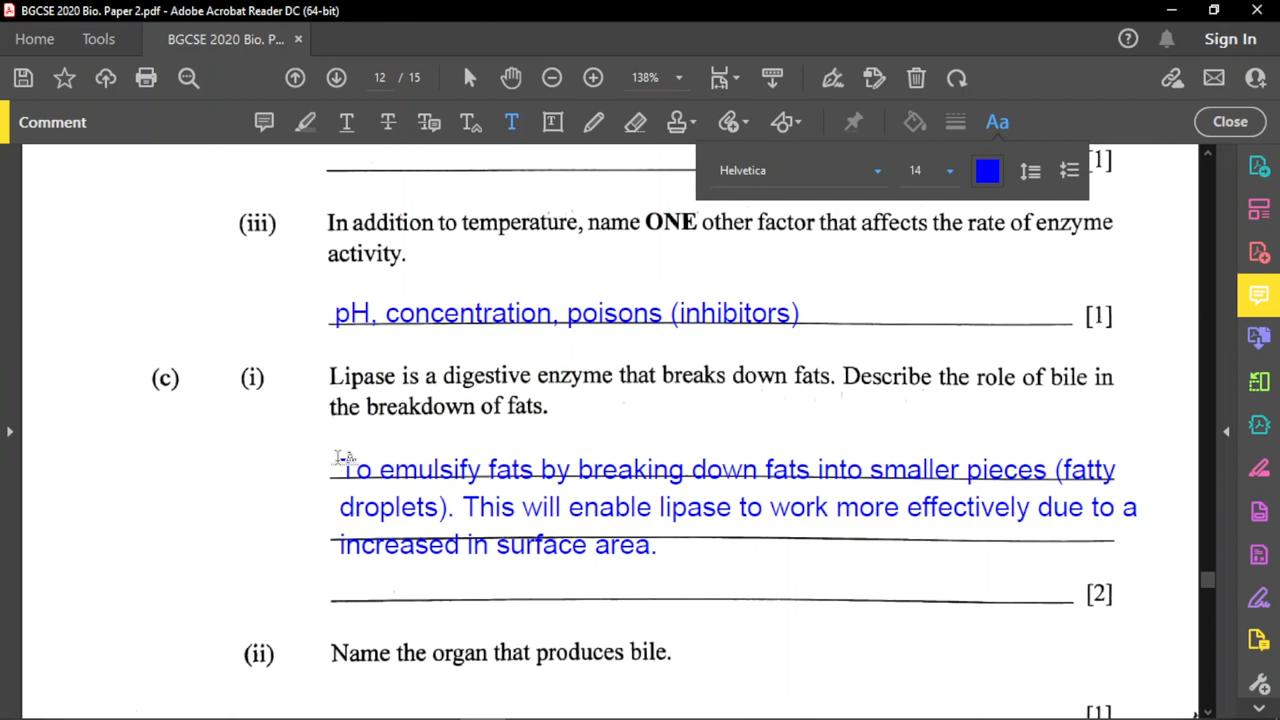 BGCSE 2020 Bio. Paper 2.pdf - Adobe Acrobat Reader DC (64-bit)
Home Tools BGCSE 2020 Bio. P... × Sign In
12 / 15 138%
Comment Close
Helvetica 14
[1]
(iii) In addition to temperature, name ONE other factor that affects the rate of enzyme
activity.
pH, concentration, poisons (inhibitors) [1]
(c) (i) Lipase is a digestive enzyme that breaks down fats. Describe the role of bile in
the breakdown of fats.
To emulsify fats by breaking down fats into smaller pieces (fatty
droplets). This will enable lipase to work more effectively due to a
increased in surface area.
[2]
(ii) Name the organ that produces bile.
[1]